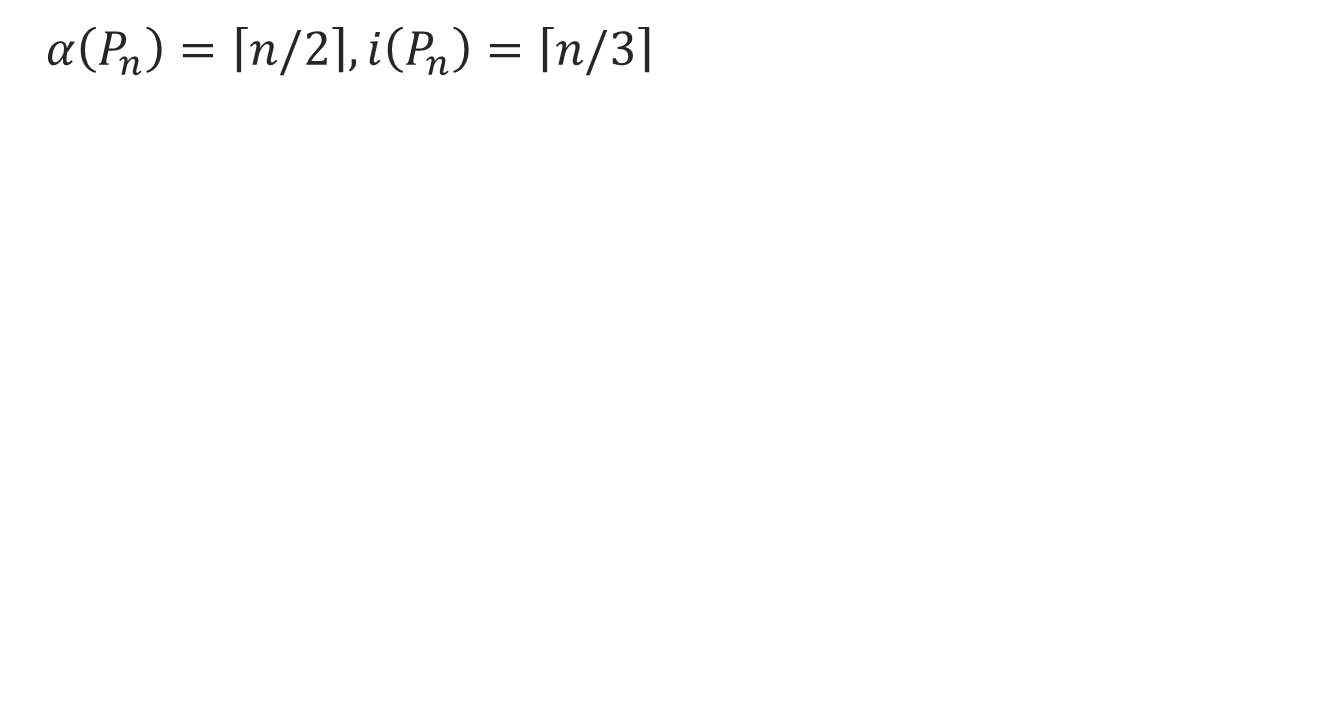 α(Pₙ) = ⌈n/2⌉, i(Pₙ) = ⌈n/3⌉